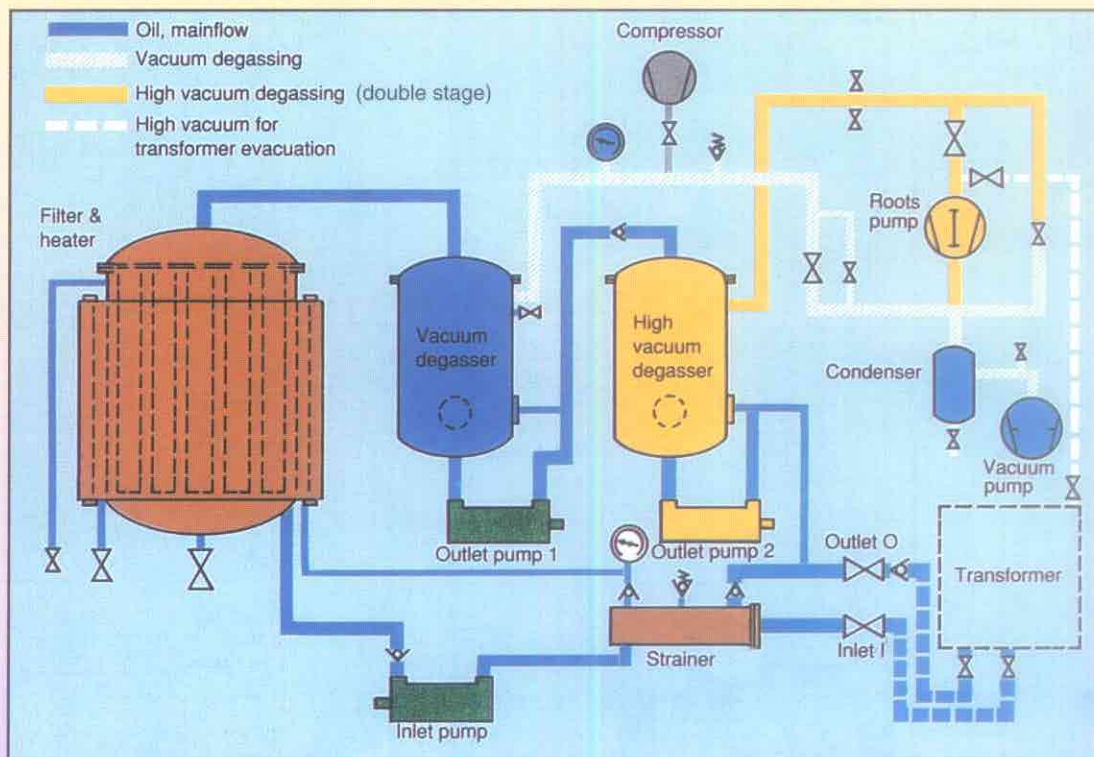 Oil, mainflow
Vacuum degassing
High vacuum degassing (double stage)
High vacuum for
transformer evacuation
Compressor
Filter &
heater
Roots
pump
Vacuum
degasser
High
vacuum
degasser
Condenser
Vacuum
pump
Outlet pump 1
Outlet pump 2
Outlet O
Transformer
Strainer
Inlet I
Inlet pump